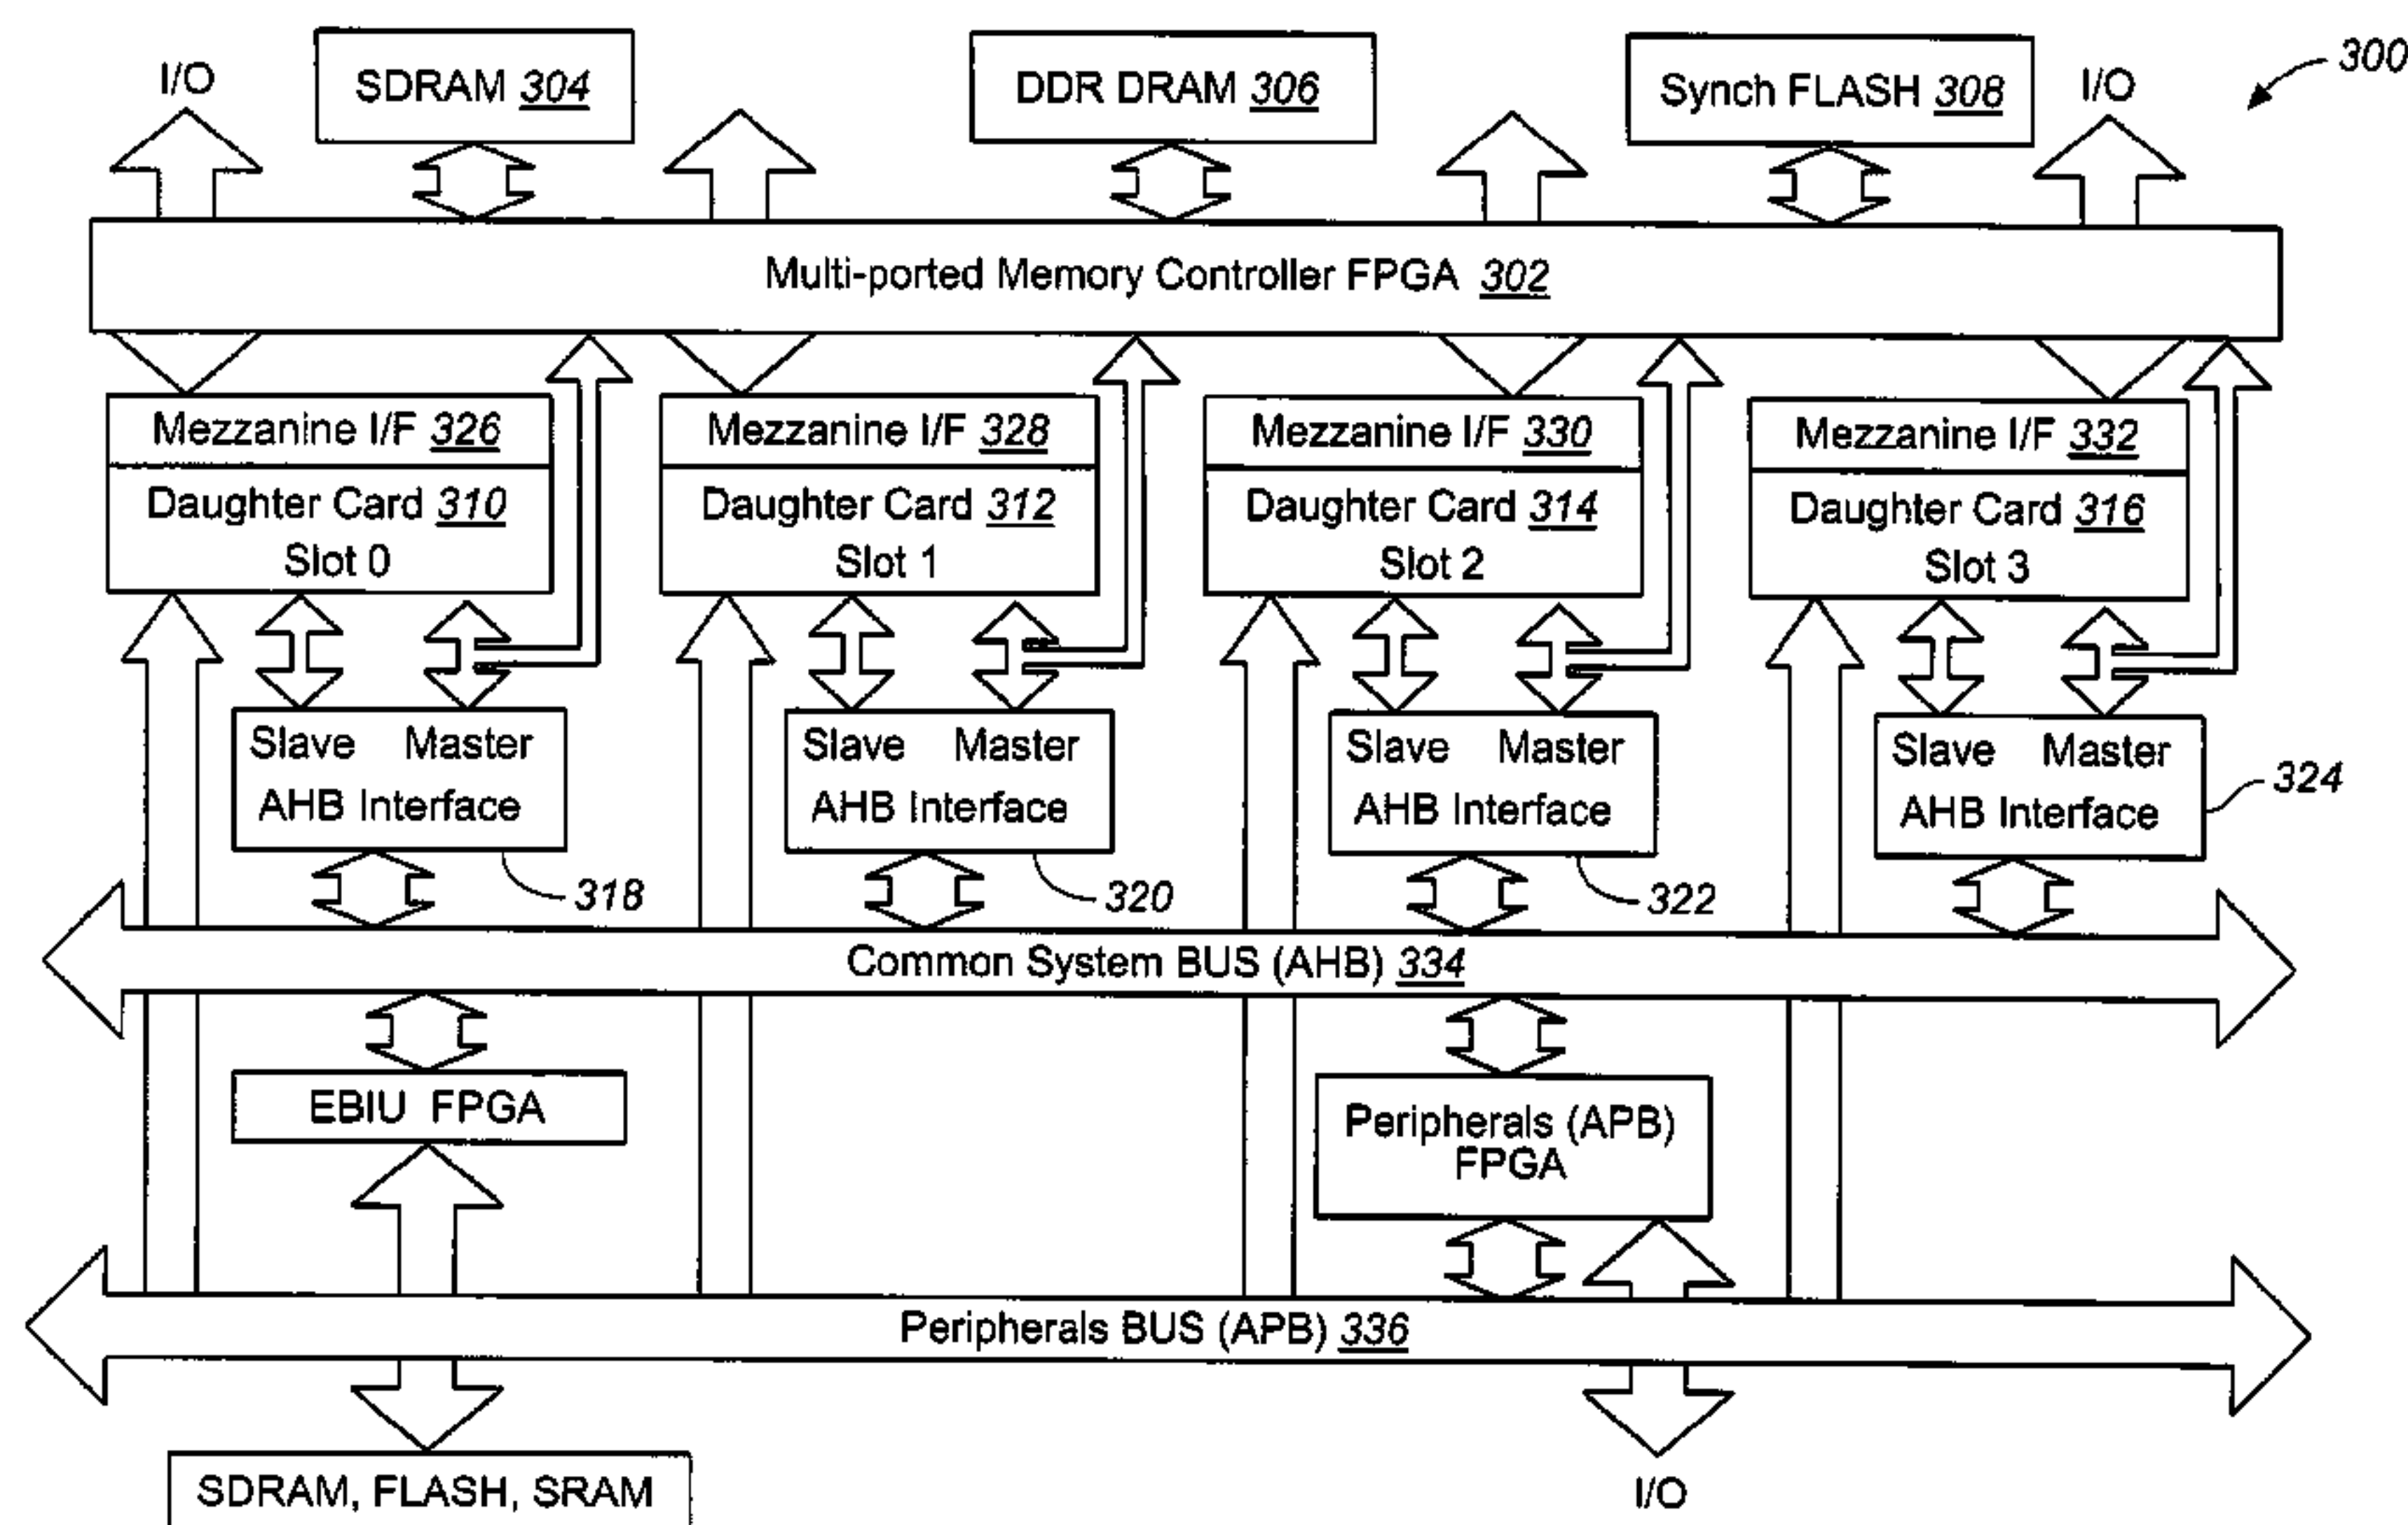 300
I/O
SDRAM 304
DDR DRAM 306
Synch FLASH 308
I/O
Multi-ported Memory Controller FPGA 302
Mezzanine I/F 326
Daughter Card 310
Slot 0
Mezzanine I/F 328
Daughter Card 312
Slot 1
Mezzanine I/F 330
Daughter Card 314
Slot 2
Mezzanine I/F 332
Daughter Card 316
Slot 3
Slave Master
AHB Interface
318
Slave Master
AHB Interface
320
Slave Master
AHB Interface
322
Slave Master
AHB Interface
324
Common System BUS (AHB) 334
EBIU FPGA
Peripherals (APB)
FPGA
Peripherals BUS (APB) 336
SDRAM, FLASH, SRAM
I/O